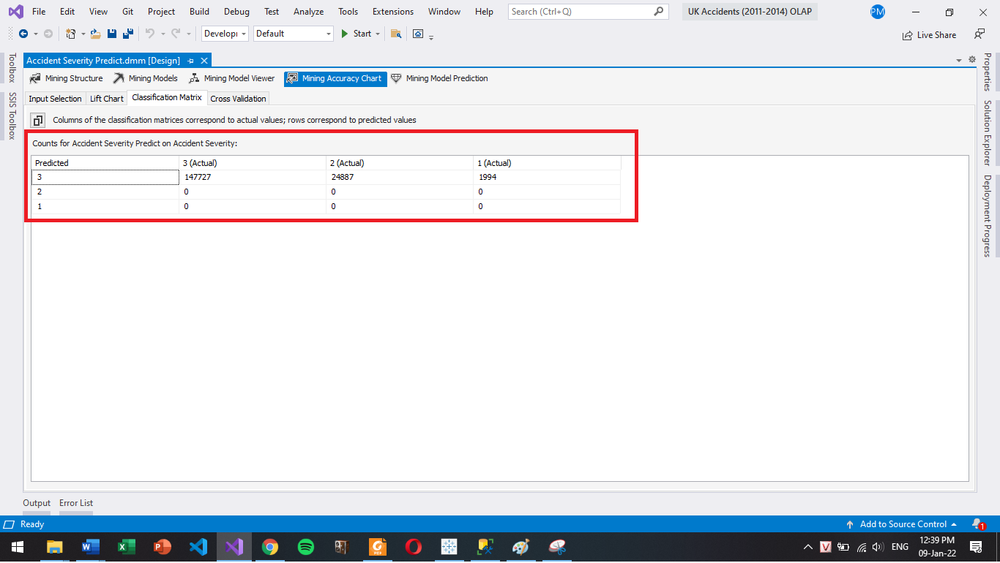 File Edit View Git Project Build Debug Test Analyze Tools Extensions Window Help Search (Ctrl+Q) UK Accidents (2011-2014) OLAP PM
Developr Default Start Live Share
Toolbox
SSIS Toolbox
Accident Severity Predict.dmm [Design]
Mining Structure Mining Models Mining Model Viewer Mining Accuracy Chart Mining Model Prediction
Input Selection Lift Chart Classification Matrix Cross Validation
Columns of the classification matrices correspond to actual values; rows correspond to predicted values
Counts for Accident Severity Predict on Accident Severity:
Predicted 3 (Actual) 2 (Actual) 1 (Actual)
3 147727 24887 1994
2 0 0 0
1 0 0 0
Properties
Solution Explorer
Deployment Progress
Output Error List
Ready Add to Source Control 1
ENG 12:39 PM
09-Jan-22